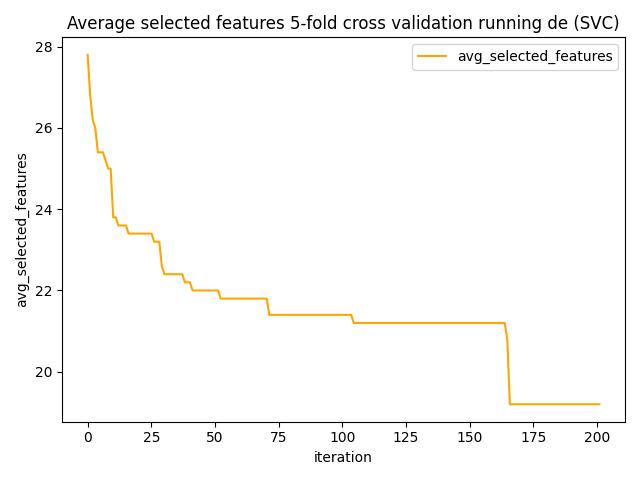 Average selected features 5-fold cross validation running de (SVC)
avg_selected_features
28
26
24
22
20
avg_selected_features
0 25 50 75 100 125 150 175 200
iteration